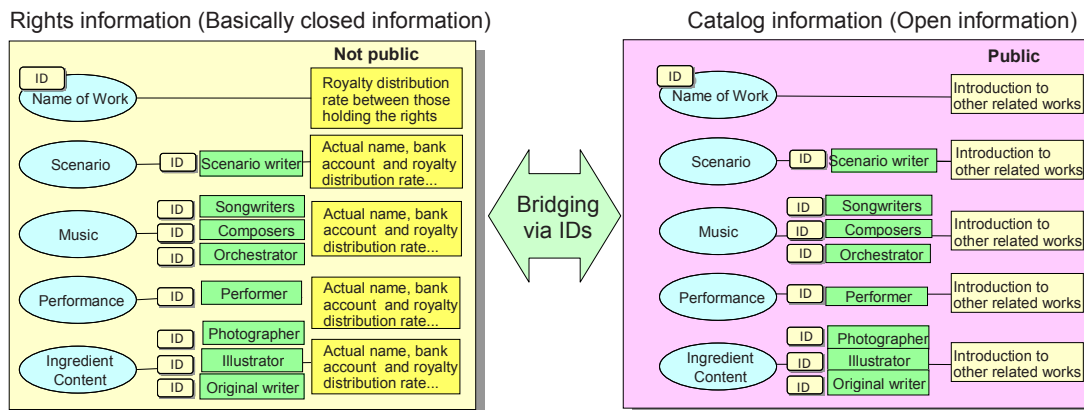 Rights information (Basically closed information)
Not public
ID
Name of Work
Royalty distribution
rate between those
holding the rights
Scenario
ID
Scenario writer
Actual name, bank
account and royalty
distribution rate...
Music
ID
Songwriters
ID
Composers
ID
Orchestrator
Actual name, bank
account and royalty
distribution rate...
Performance
ID
Performer
Actual name, bank
account and royalty
distribution rate...
Ingredient
Content
ID
Photographer
ID
Illustrator
ID
Original writer
Actual name, bank
account and royalty
distribution rate...
Bridging
via IDs
Catalog information (Open information)
Public
ID
Name of Work
Introduction to
other related works
Scenario
ID
Scenario writer
Introduction to
other related works
Music
ID
Songwriters
ID
Composers
ID
Orchestrator
Introduction to
other related works
Performance
ID
Performer
Introduction to
other related works
Ingredient
Content
ID
Photographer
ID
Illustrator
ID
Original writer
Introduction to
other related works